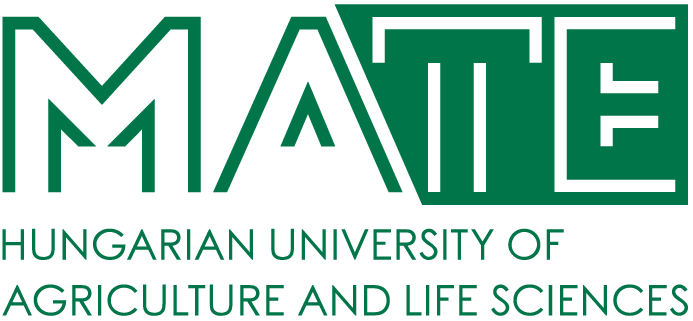 MATE
HUNGARIAN UNIVERSITY OF
AGRICULTURE AND LIFE SCIENCES